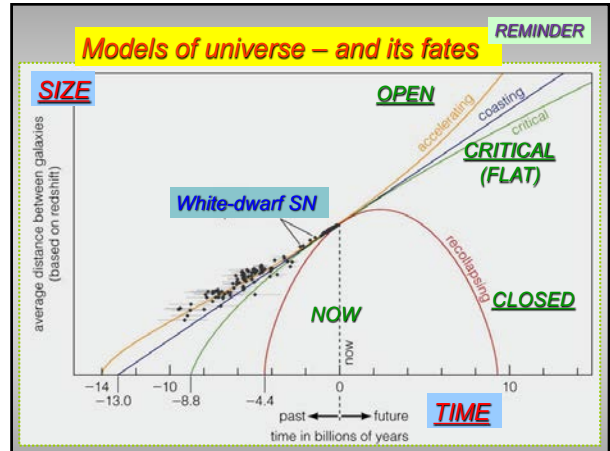 REMINDER
Models of universe – and its fates
SIZE
OPEN
accelerating
coasting
critical
CRITICAL
(FLAT)
White-dwarf SN
average distance between galaxies
(based on redshift)
recollapsing
CLOSED
NOW
now
−14
−13.0
−10
−8.8
−4.4
0
10
past
future
TIME
time in billions of years